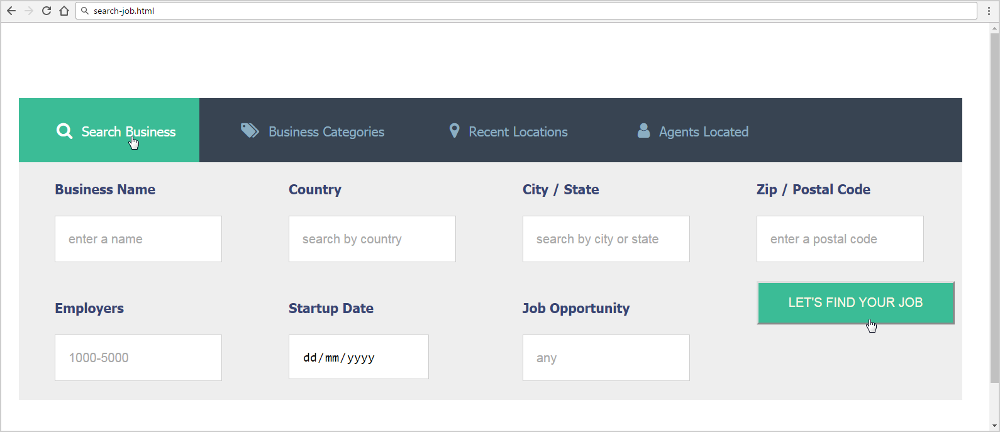 search-job.html
Search Business Business Categories Recent Locations Agents Located
Business Name Country City / State Zip / Postal Code
enter a name search by country search by city or state enter a postal code
LET'S FIND YOUR JOB
Employers Startup Date Job Opportunity
1000-5000 dd/mm/yyyy any